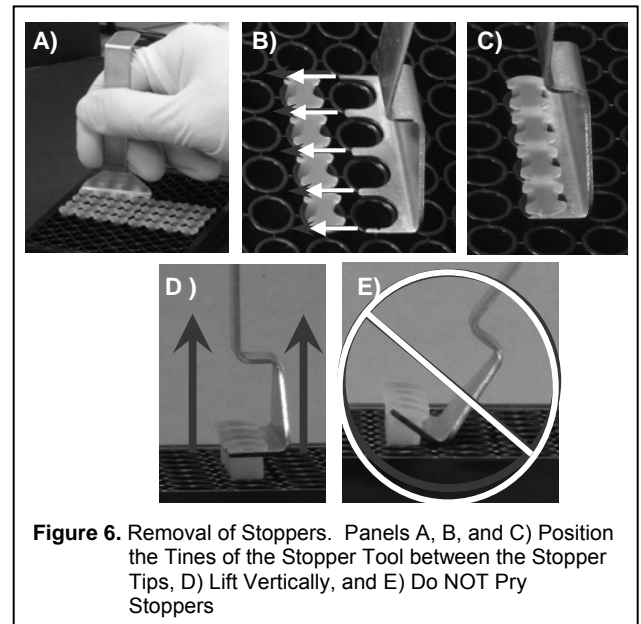 A)
B)
C)
D )
E)
Figure 6. Removal of Stoppers. Panels A, B, and C) Position
the Tines of the Stopper Tool between the Stopper
Tips, D) Lift Vertically, and E) Do NOT Pry
Stoppers